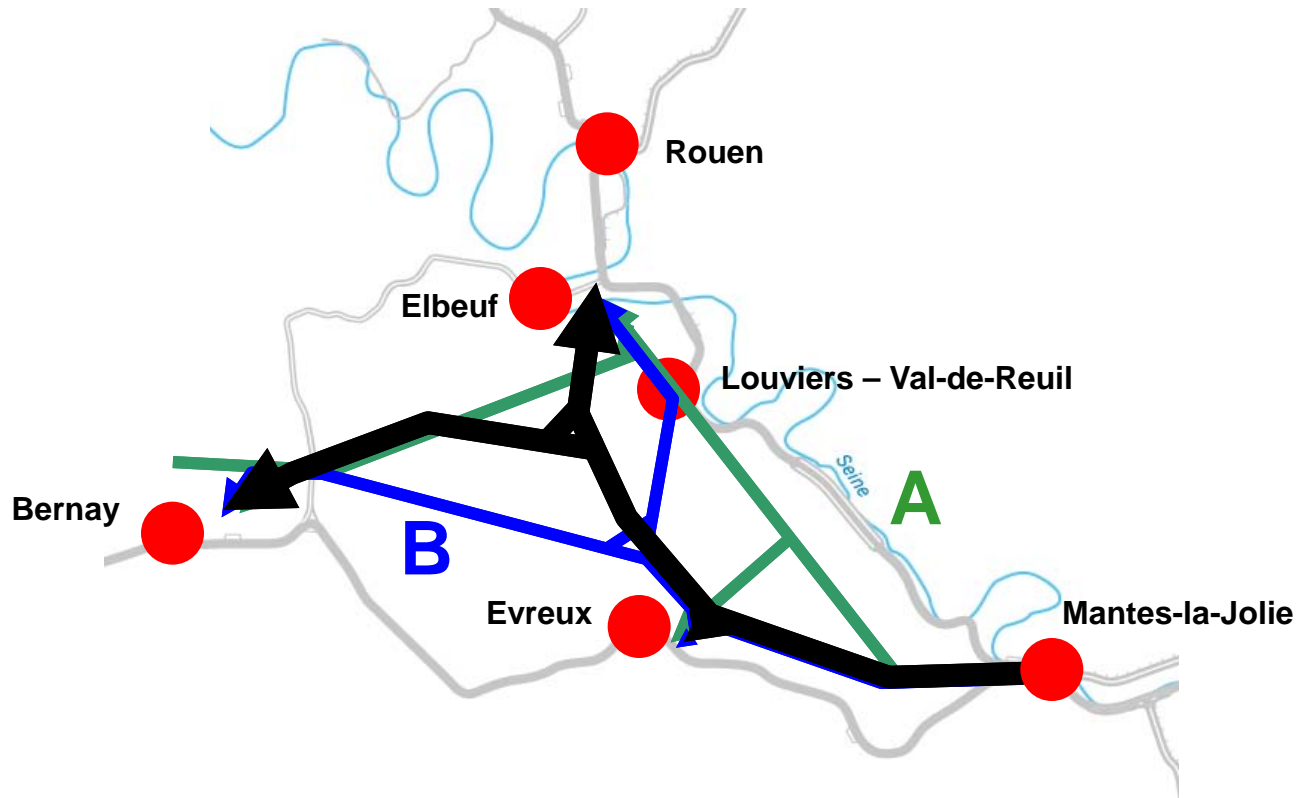 Rouen
Elbeuf
Louviers – Val-de-Reuil
Seine
A
Bernay
B
Evreux
Mantes-la-Jolie